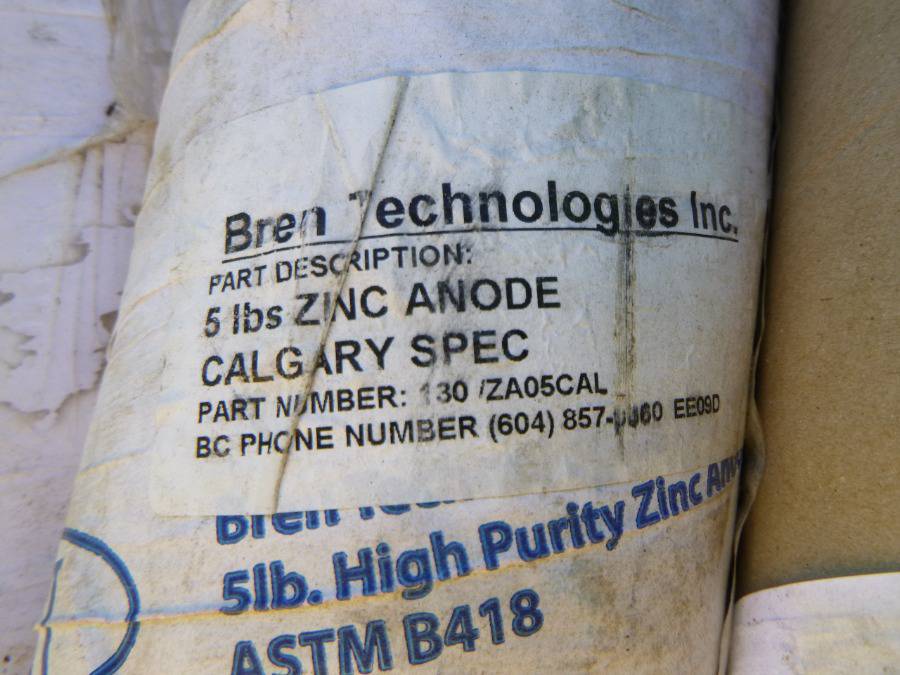 Bren Technologies Inc.
PART DESCRIPTION:
5 lbs ZINC ANODE
CALGARY SPEC
PART NUMBER: 130 /ZA05CAL
BC PHONE NUMBER (604) EE09D
Bren
5lb. High Purity Zinc
ASTM B418